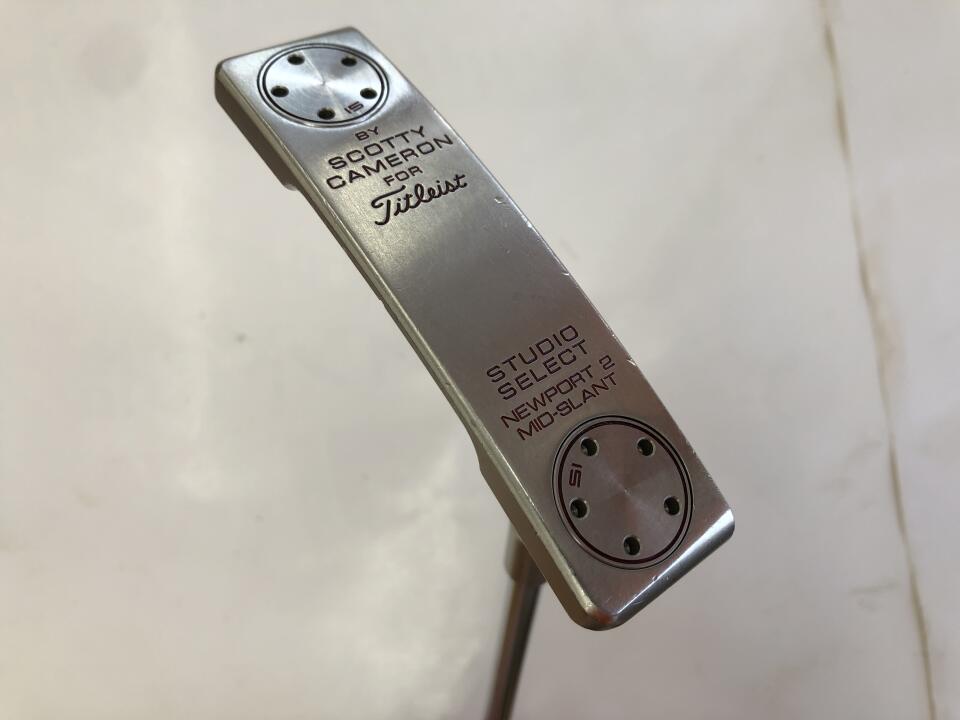 15
BY
SCOTTY
CAMERON
FOR
Titleist
STUDIO
SELECT
NEWPORT 2
MID-SLANT
15